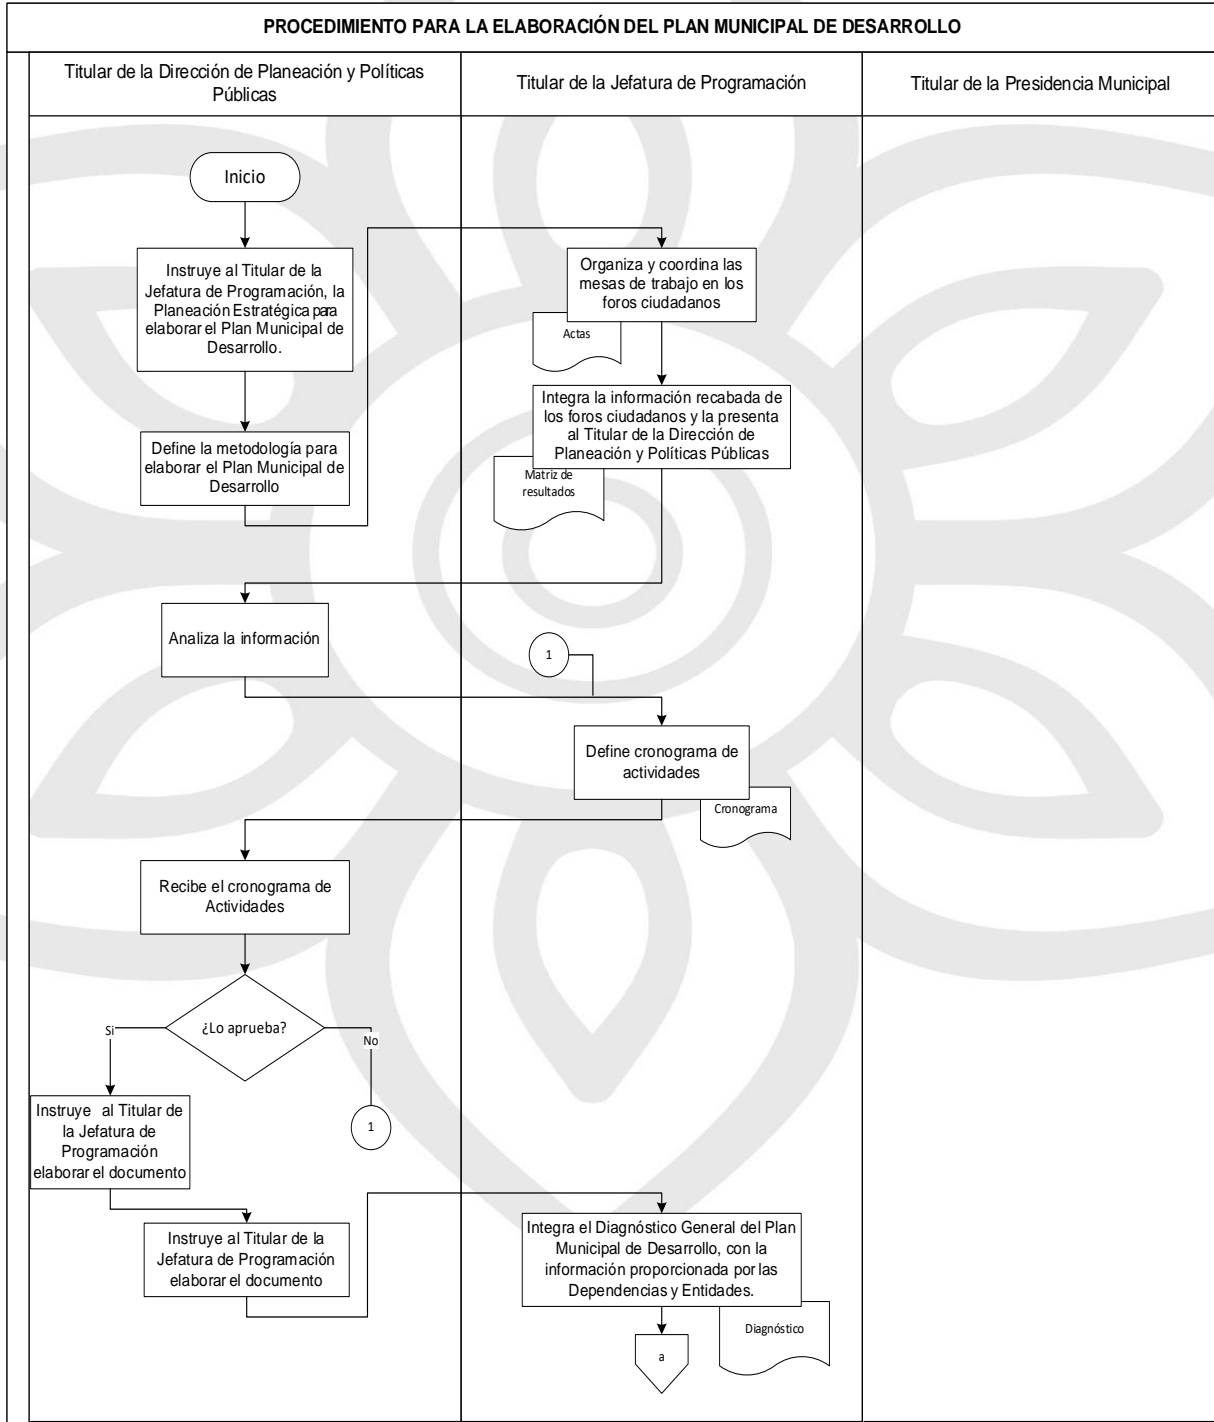 PROCEDIMIENTO PARA LA ELABORACIÓN DEL PLAN MUNICIPAL DE DESARROLLO
Titular de la Dirección de Planeación y Políticas
Públicas
Titular de la Jefatura de Programación
Titular de la Presidencia Municipal
Inicio
Instruye al Titular de la
Jefatura de Programación, la
Planeación Estratégica para
elaborar el Plan Municipal de
Desarrollo.
Organiza y coordina las
mesas de trabajo en los
foros ciudadanos
Actas
Define la metodología para
elaborar el Plan Municipal de
Desarrollo
Integra la información recabada de
los foros ciudadanos y la presenta
al Titular de la Dirección de
Planeación y Políticas Públicas
Matriz de
resultados
Analiza la información
1
Define cronograma de
actividades
Cronograma
Recibe el cronograma de
Actividades
¿Lo aprueba?
Si
No
1
Instruye al Titular de
la Jefatura de
Programación
elaborar el documento
Instruye al Titular de la
Jefatura de Programación
elaborar el documento
Integra el Diagnóstico General del Plan
Municipal de Desarrollo, con la
información proporcionada por las
Dependencias y Entidades.
Diagnóstico
a